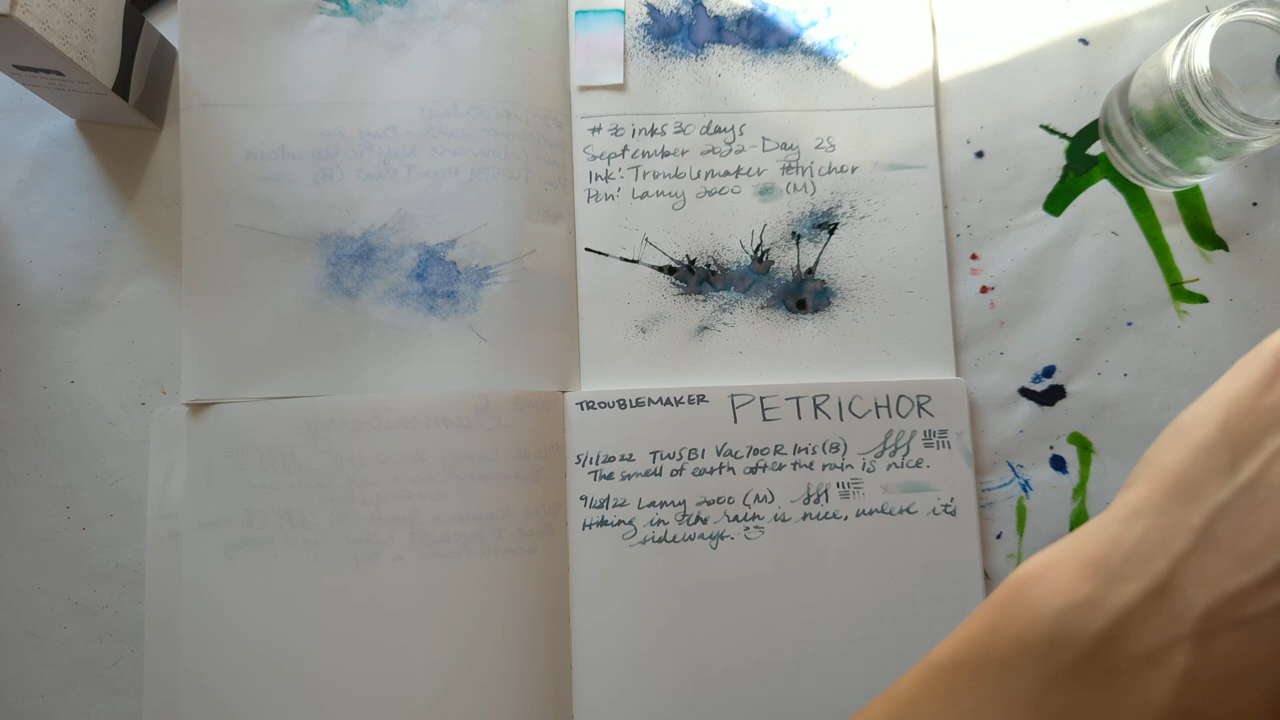 #30 inks 30 days
September 2022-Day 28
Ink: Troublemaker Petrichor
Pen: Lamy 2000 (M)
TROUBLEMAKER PETRICHOR
5/1/2022 TWSBI Vac700R Iris (B)
The smell of earth after the rain is nice.
9/28/22 Lamy 2000 (M)
Hiking in the rain is nice, unless it's
sideways.